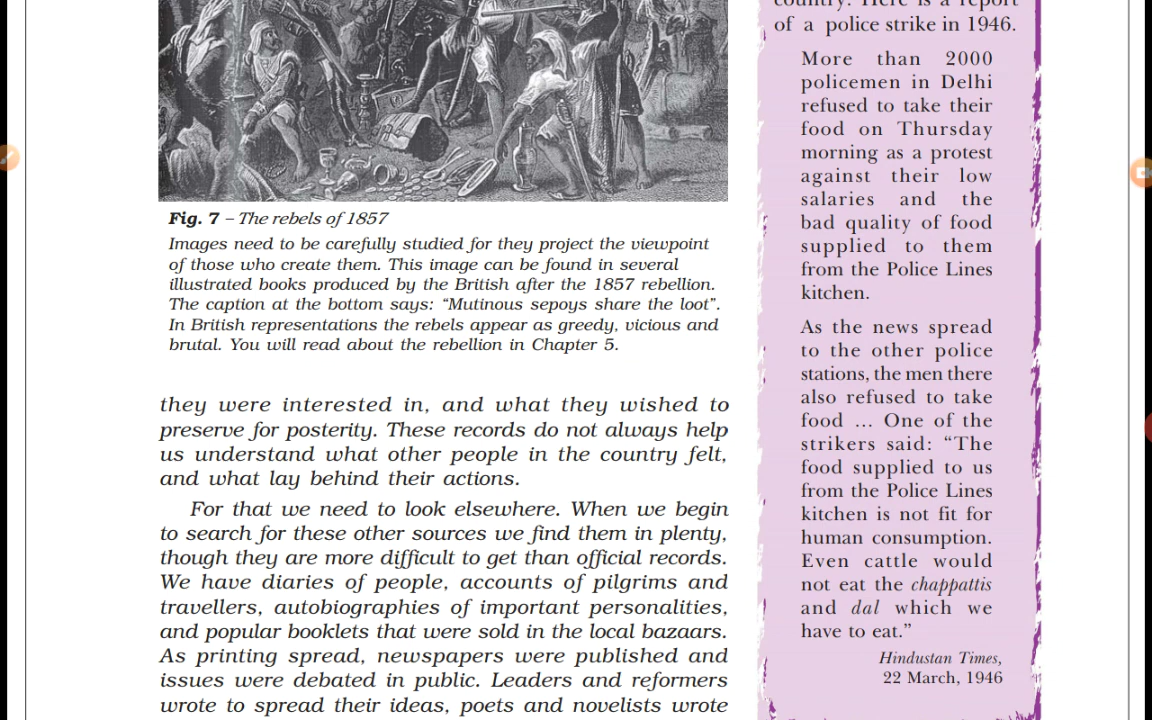 Fig. 7 – The rebels of 1857
Images need to be carefully studied for they project the viewpoint
of those who create them. This image can be found in several
illustrated books produced by the British after the 1857 rebellion.
The caption at the bottom says: “Mutinous sepoys share the loot”.
In British representations the rebels appear as greedy, vicious and
brutal. You will read about the rebellion in Chapter 5.
they were interested in, and what they wished to
preserve for posterity. These records do not always help
us understand what other people in the country felt,
and what lay behind their actions.
For that we need to look elsewhere. When we begin
to search for these other sources we find them in plenty,
though they are more difficult to get than official records.
We have diaries of people, accounts of pilgrims and
travellers, autobiographies of important personalities,
and popular booklets that were sold in the local bazaars.
As printing spread, newspapers were published and
issues were debated in public. Leaders and reformers
wrote to spread their ideas, poets and novelists wrote
country. Here is a report
of a police strike in 1946.
More than 2000
policemen in Delhi
refused to take their
food on Thursday
morning as a protest
against their low
salaries and the
bad quality of food
supplied to them
from the Police Lines
kitchen.
As the news spread
to the other police
stations, the men there
also refused to take
food ... One of the
strikers said: “The
food supplied to us
from the Police Lines
kitchen is not fit for
human consumption.
Even cattle would
not eat the chappattis
and dal which we
have to eat.”
Hindustan Times,
22 March, 1946